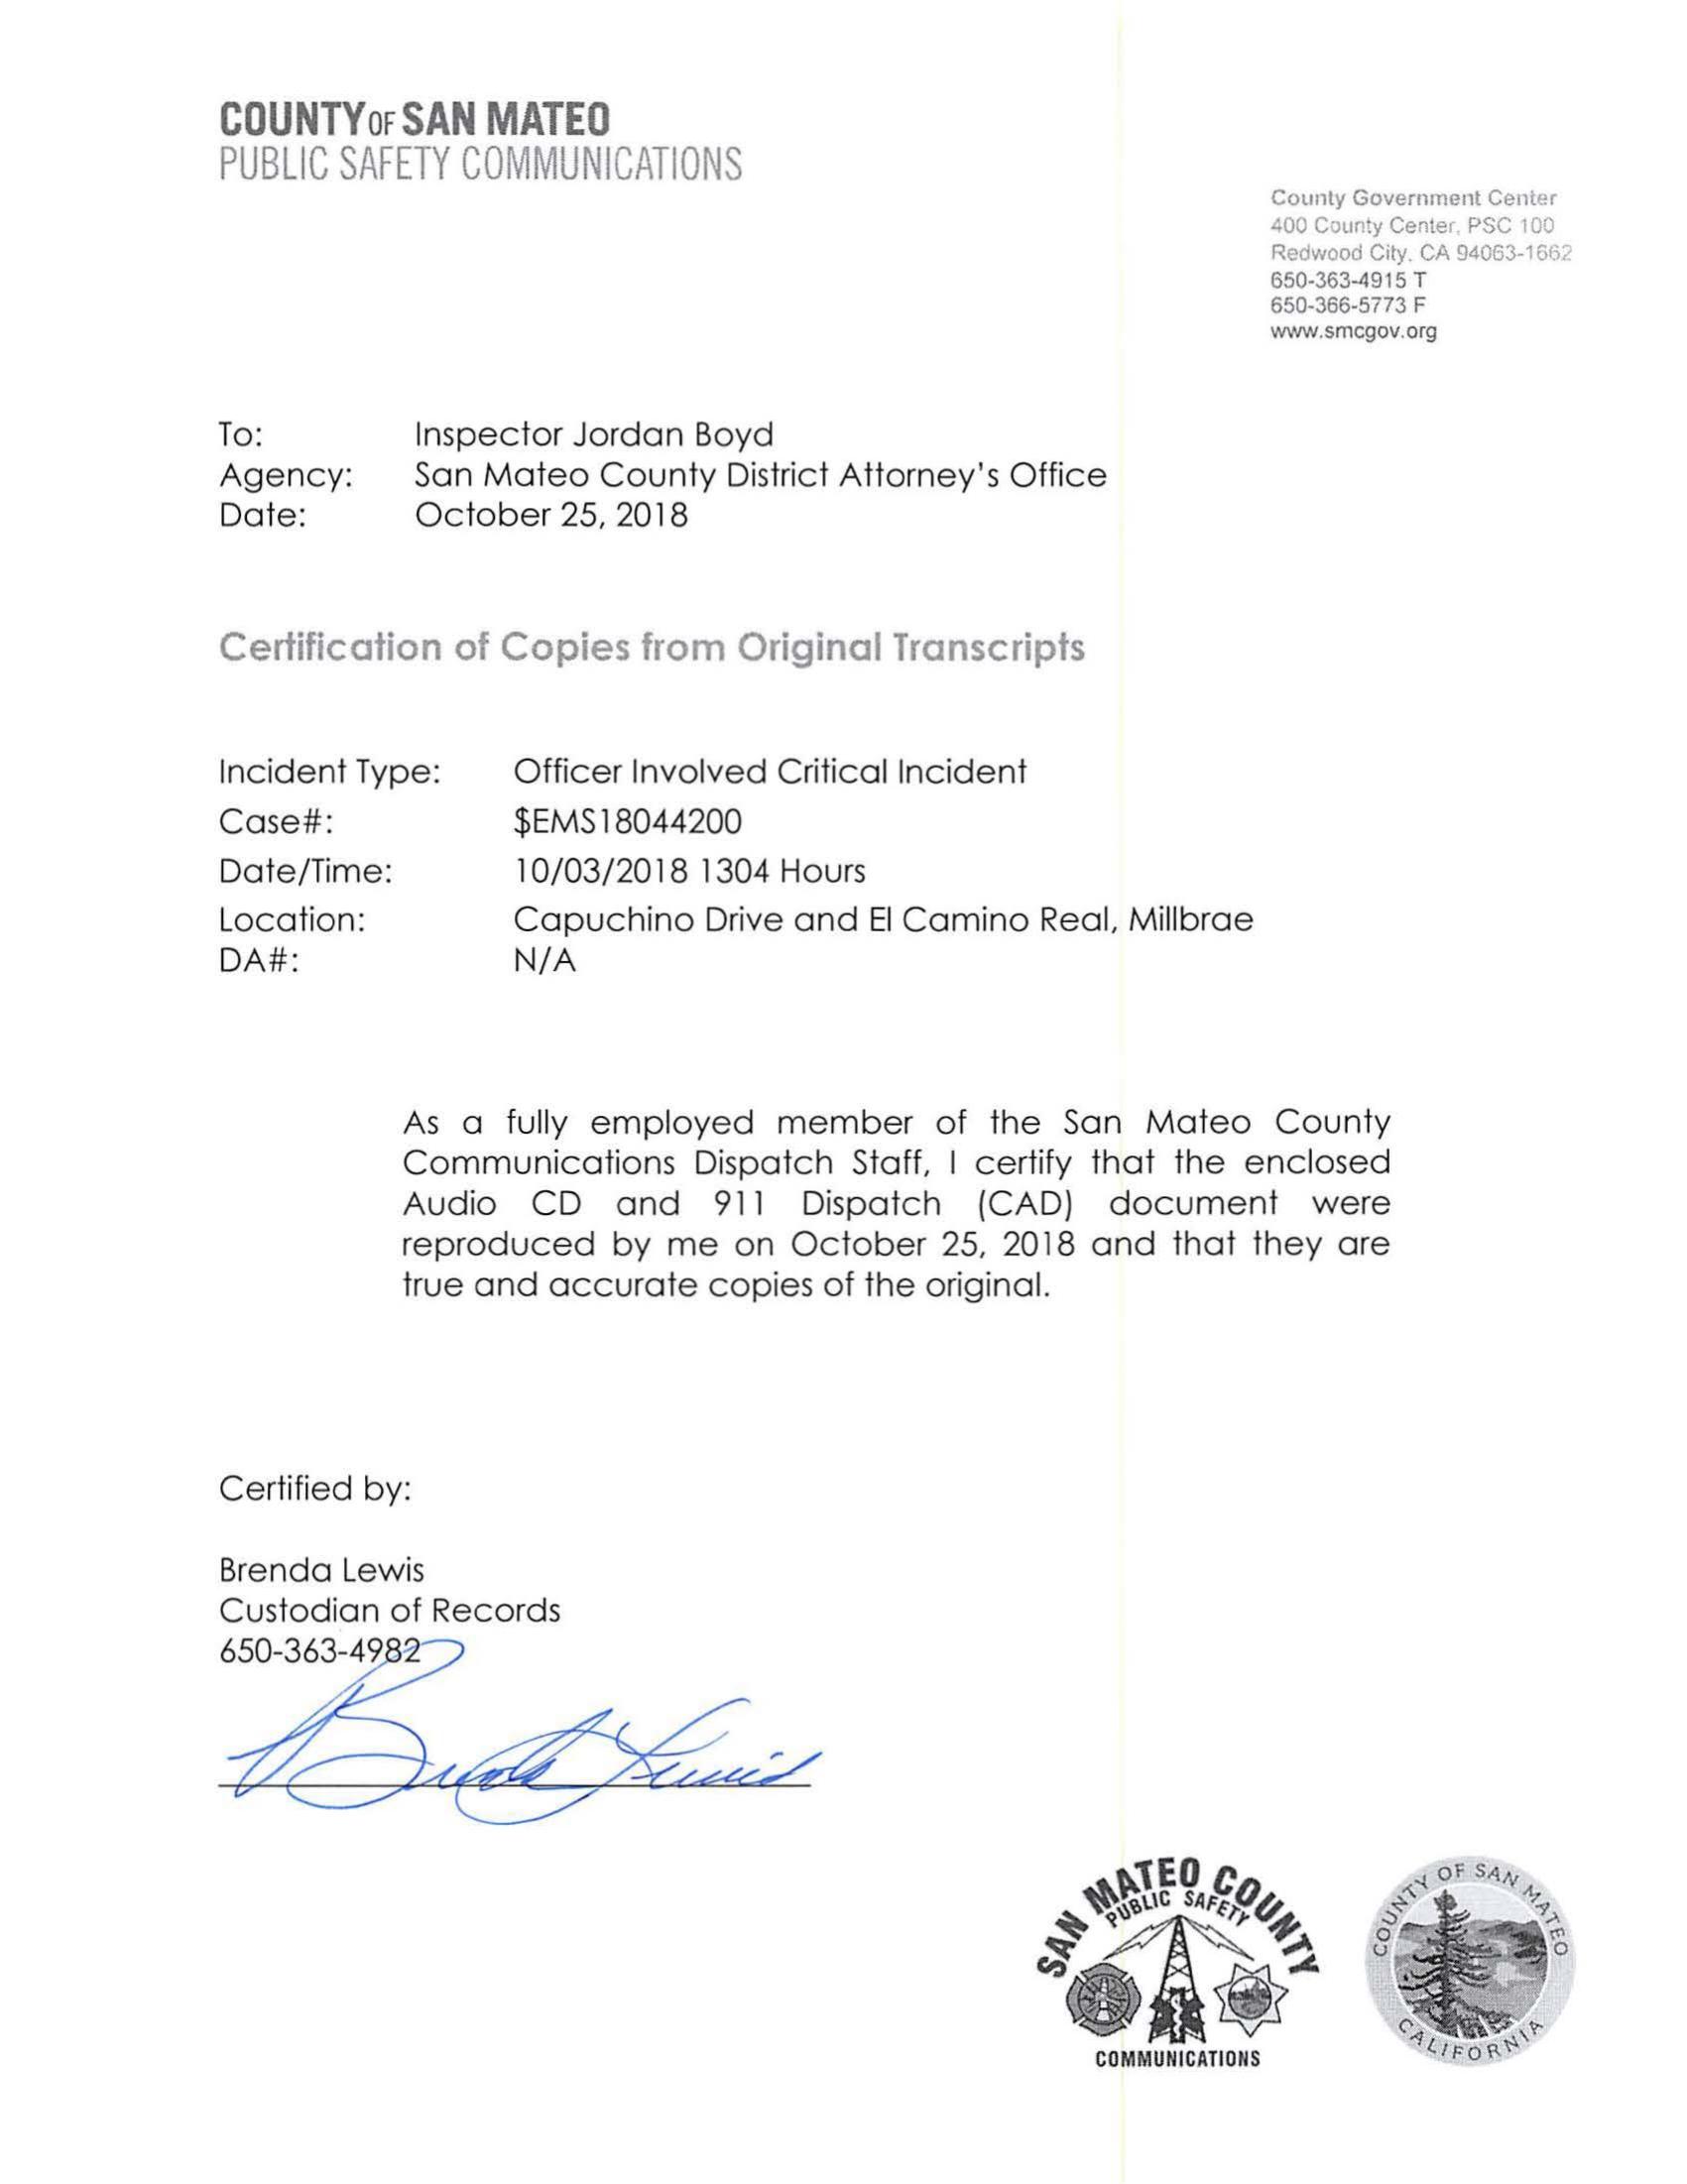 COUNTY OF SAN MATEO
PUBLIC SAFETY COMMUNICATIONS
County Government Center
400 County Center, PSC 100
Redwood City, CA 94063-1662
650-363-4915 T
650-366-5773 F
www.smcgov.org
To: Inspector Jordan Boyd
Agency: San Mateo County District Attorney's Office
Date: October 25, 2018
Certification of Copies from Original Transcripts
Incident Type: Officer Involved Critical Incident
Case#: $EMS18044200
Date/Time: 10/03/2018 1304 Hours
Location: Capuchino Drive and El Camino Real, Millbrae
DA#: N/A
As a fully employed member of the San Mateo County
Communications Dispatch Staff, I certify that the enclosed
Audio CD and 911 Dispatch (CAD) document were
reproduced by me on October 25, 2018 and that they are
true and accurate copies of the original.
Certified by:
Brenda Lewis
Custodian of Records
650-363-4982
Brenda Lewis
SAN MATEO COUNTY
PUBLIC SAFETY
COMMUNICATIONS
COUNTY OF SAN MATEO
CALIFORNIA